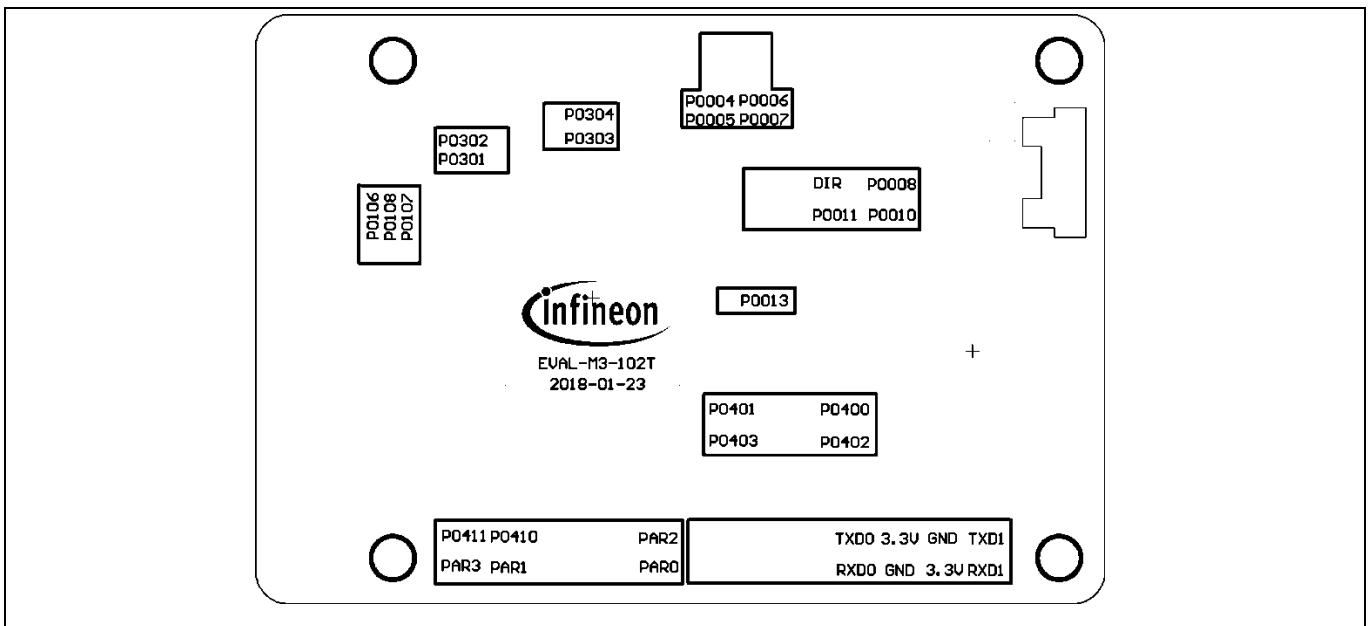 P0304
P0303
P0004 P0006
P0005 P0007
P0302
P0301
DIR P0008
P0011 P0010
P0106
P0108
P0107
infineon
P0013
EVAL-M3-102T
2018-01-23
P0401 P0400
P0403 P0402
P0411 P0410 PAR2
PAR3 PAR1 PAR0
TXD0 3.3V GND TXD1
RXD0 GND 3.3V RXD1